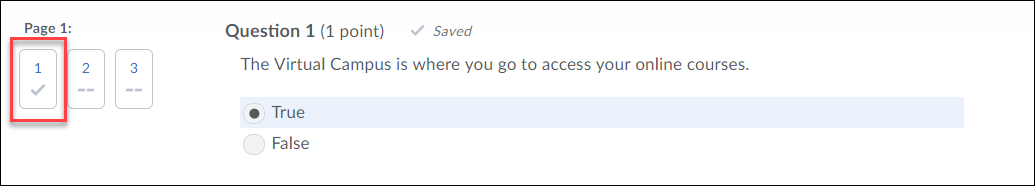 Page 1:
1
2
3
Question 1 (1 point) Saved
The Virtual Campus is where you go to access your online courses.
True
False